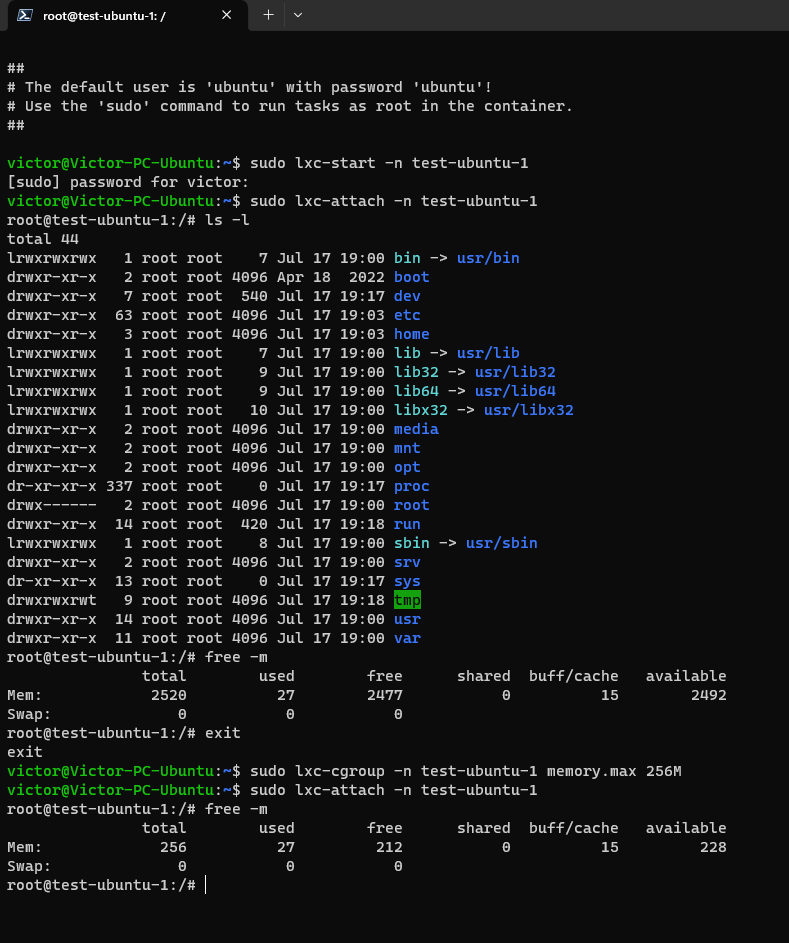 root@test-ubuntu-1: /
##
# The default user is 'ubuntu' with password 'ubuntu'!
# Use the 'sudo' command to run tasks as root in the container.
##
victor@Victor-PC-Ubuntu:~$ sudo lxc-start -n test-ubuntu-1
[sudo] password for victor:
victor@Victor-PC-Ubuntu:~$ sudo lxc-attach -n test-ubuntu-1
root@test-ubuntu-1:/# ls -l
total 44
lrwxrwxrwx   1 root root    7 Jul 17 19:00 bin -> usr/bin
drwxr-xr-x   2 root root 4096 Apr 18  2022 boot
drwxr-xr-x   7 root root  540 Jul 17 19:17 dev
drwxr-xr-x  63 root root 4096 Jul 17 19:03 etc
drwxr-xr-x   3 root root 4096 Jul 17 19:03 home
lrwxrwxrwx   1 root root    7 Jul 17 19:00 lib -> usr/lib
lrwxrwxrwx   1 root root    9 Jul 17 19:00 lib32 -> usr/lib32
lrwxrwxrwx   1 root root    9 Jul 17 19:00 lib64 -> usr/lib64
lrwxrwxrwx   1 root root   10 Jul 17 19:00 libx32 -> usr/libx32
drwxr-xr-x   2 root root 4096 Jul 17 19:00 media
drwxr-xr-x   2 root root 4096 Jul 17 19:00 mnt
drwxr-xr-x   2 root root 4096 Jul 17 19:00 opt
dr-xr-xr-x 337 root root    0 Jul 17 19:17 proc
drwx------   2 root root 4096 Jul 17 19:00 root
drwxr-xr-x  14 root root  420 Jul 17 19:18 run
lrwxrwxrwx   1 root root    8 Jul 17 19:00 sbin -> usr/sbin
drwxr-xr-x   2 root root 4096 Jul 17 19:00 srv
dr-xr-xr-x  13 root root    0 Jul 17 19:17 sys
drwxrwxrwt   9 root root 4096 Jul 17 19:18 tmp
drwxr-xr-x  14 root root 4096 Jul 17 19:00 usr
drwxr-xr-x  11 root root 4096 Jul 17 19:00 var
root@test-ubuntu-1:/# free -m
               total        used        free      shared  buff/cache   available
Mem:            2520          27        2477           0          15        2492
Swap:              0           0           0
root@test-ubuntu-1:/# exit
exit
victor@Victor-PC-Ubuntu:~$ sudo lxc-cgroup -n test-ubuntu-1 memory.max 256M
victor@Victor-PC-Ubuntu:~$ sudo lxc-attach -n test-ubuntu-1
root@test-ubuntu-1:/# free -m
               total        used        free      shared  buff/cache   available
Mem:             256          27         212           0          15         228
Swap:              0           0           0
root@test-ubuntu-1:/#